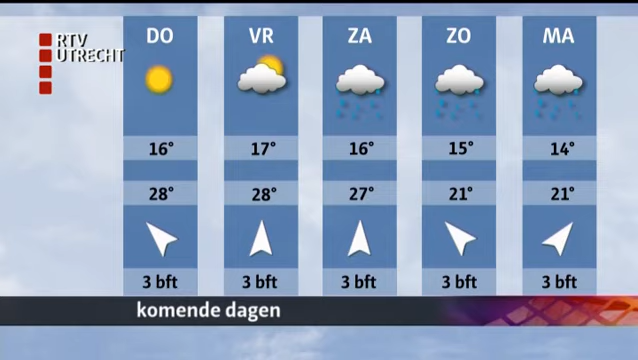 RTV
UTRECHT
DO VR ZA ZO MA
16° 17° 16° 15° 14°
28° 28° 27° 21° 21°
3 bft 3 bft 3 bft 3 bft 3 bft
komende dagen